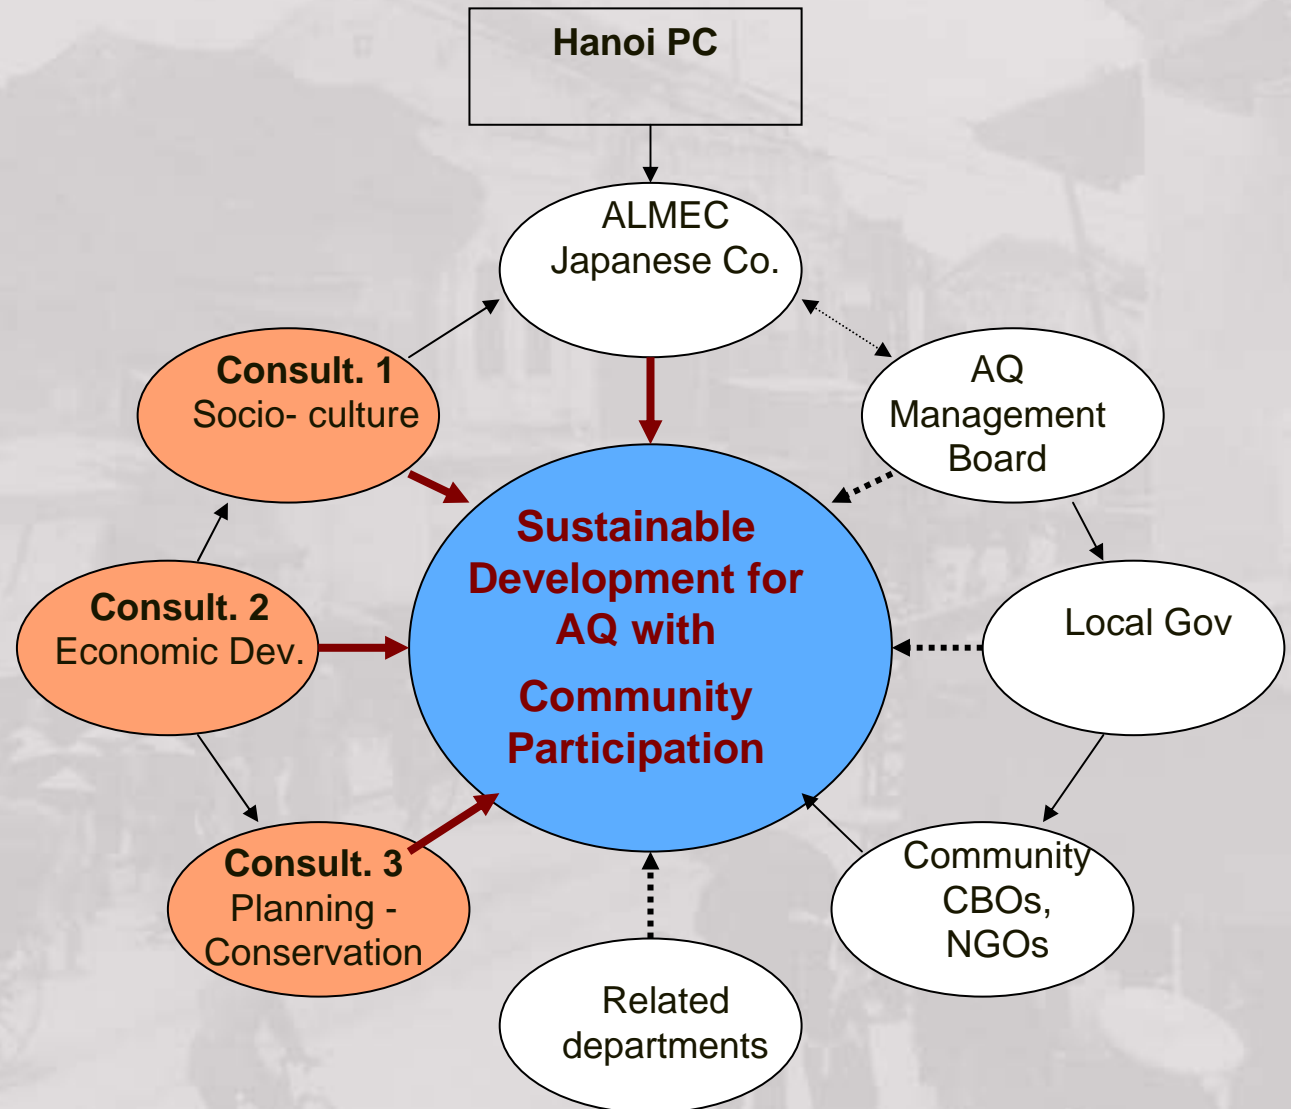 Hanoi PC
ALMEC
Japanese Co.
Consult. 1
Socio- culture
AQ
Management
Board
Sustainable
Development for
AQ with
Community
Participation
Consult. 2
Economic Dev.
Local Gov
Consult. 3
Planning -
Conservation
Community
CBOs,
NGOs
Related
departments